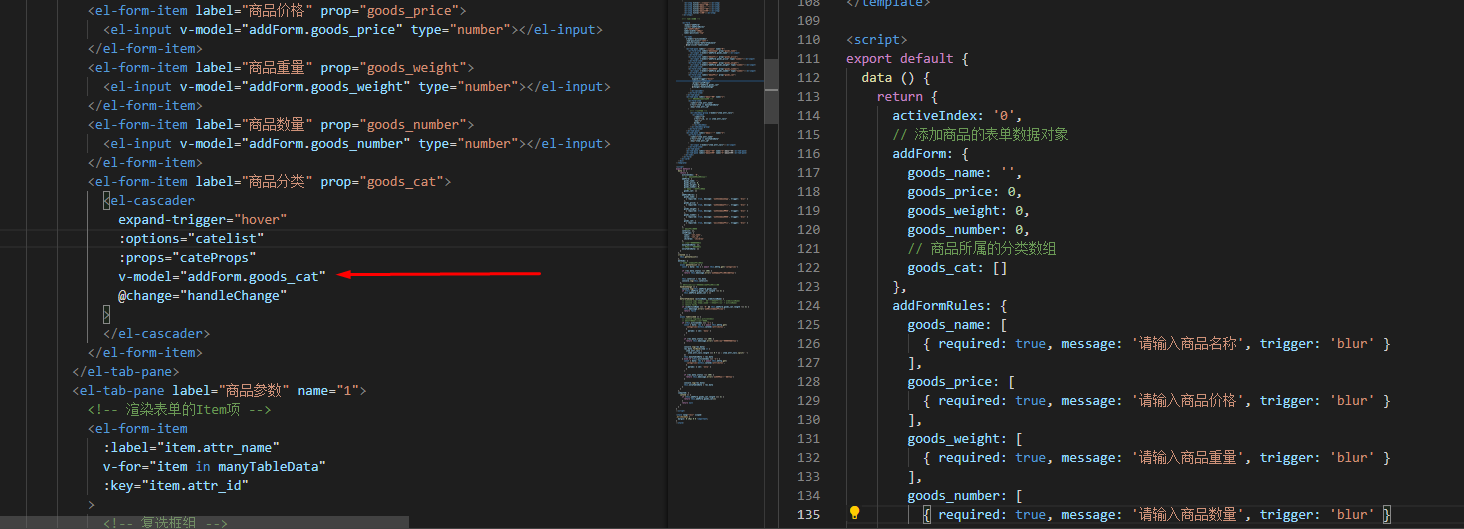 <el-form-item label="商品价格" prop="goods_price">
<el-input v-model="addForm.goods_price" type="number"></el-input>
</el-form-item>
<el-form-item label="商品重量" prop="goods_weight">
<el-input v-model="addForm.goods_weight" type="number"></el-input>
</el-form-item>
<el-form-item label="商品数量" prop="goods_number">
<el-input v-model="addForm.goods_number" type="number"></el-input>
</el-form-item>
<el-form-item label="商品分类" prop="goods_cat">
<el-cascader
expand-trigger="hover"
:options="catelist"
:props="cateProps"
v-model="addForm.goods_cat"
@change="handleChange"
>
</el-cascader>
</el-form-item>
</el-tab-pane>
<el-tab-pane label="商品参数" name="1">
<!-- 渲染表单的Item项 -->
<el-form-item
:label="item.attr_name"
v-for="item in manyTableData"
:key="item.attr_id"
>
<!-- 复选框组 -->
108 </template>
109
110 <script>
111 export default {
112 data () {
113 return {
114 activeIndex: '0',
115 // 添加商品的表单数据对象
116 addForm: {
117 goods_name: '',
118 goods_price: 0,
119 goods_weight: 0,
120 goods_number: 0,
121 // 商品所属的分类数组
122 goods_cat: []
123 },
124 addFormRules: {
125 goods_name: [
126 { required: true, message: '请输入商品名称', trigger: 'blur' }
127 ],
128 goods_price: [
129 { required: true, message: '请输入商品价格', trigger: 'blur' }
130 ],
131 goods_weight: [
132 { required: true, message: '请输入商品重量', trigger: 'blur' }
133 ],
134 goods_number: [
135 { required: true, message: '请输入商品数量', trigger: 'blur' }